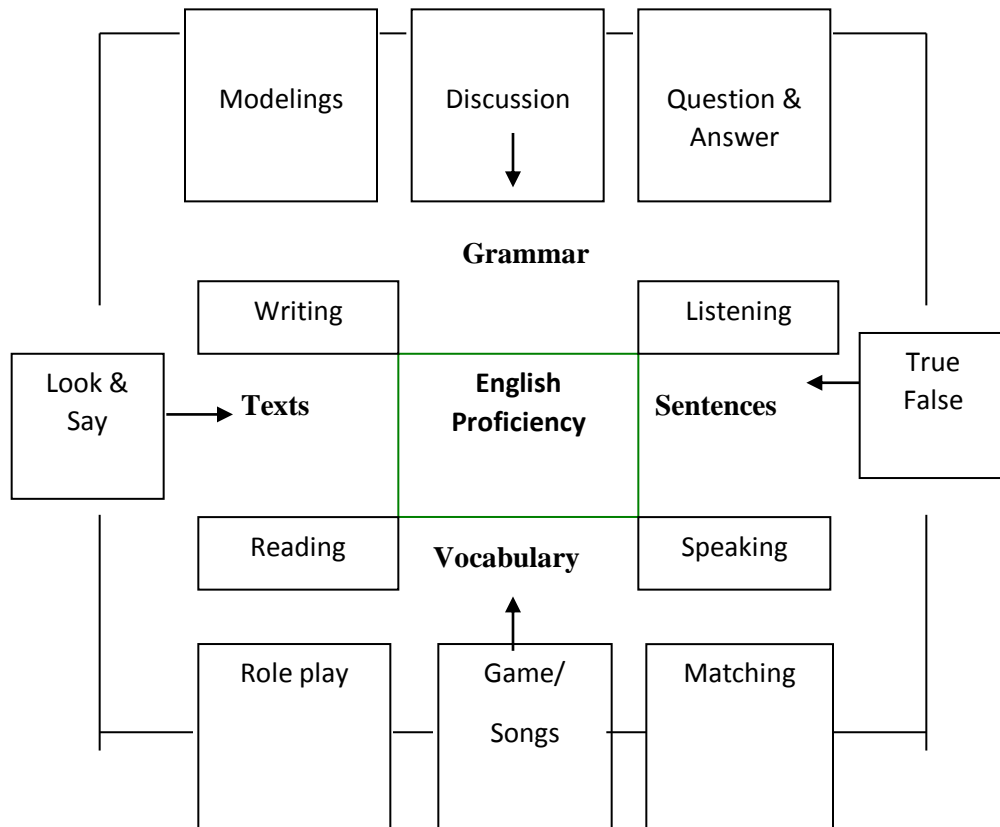 Modelings
Discussion
Question &
Answer
Grammar
Writing
Listening
Look &
Say
Texts
English
Proficiency
Sentences
True
False
Reading
Vocabulary
Speaking
Role play
Game/
Songs
Matching